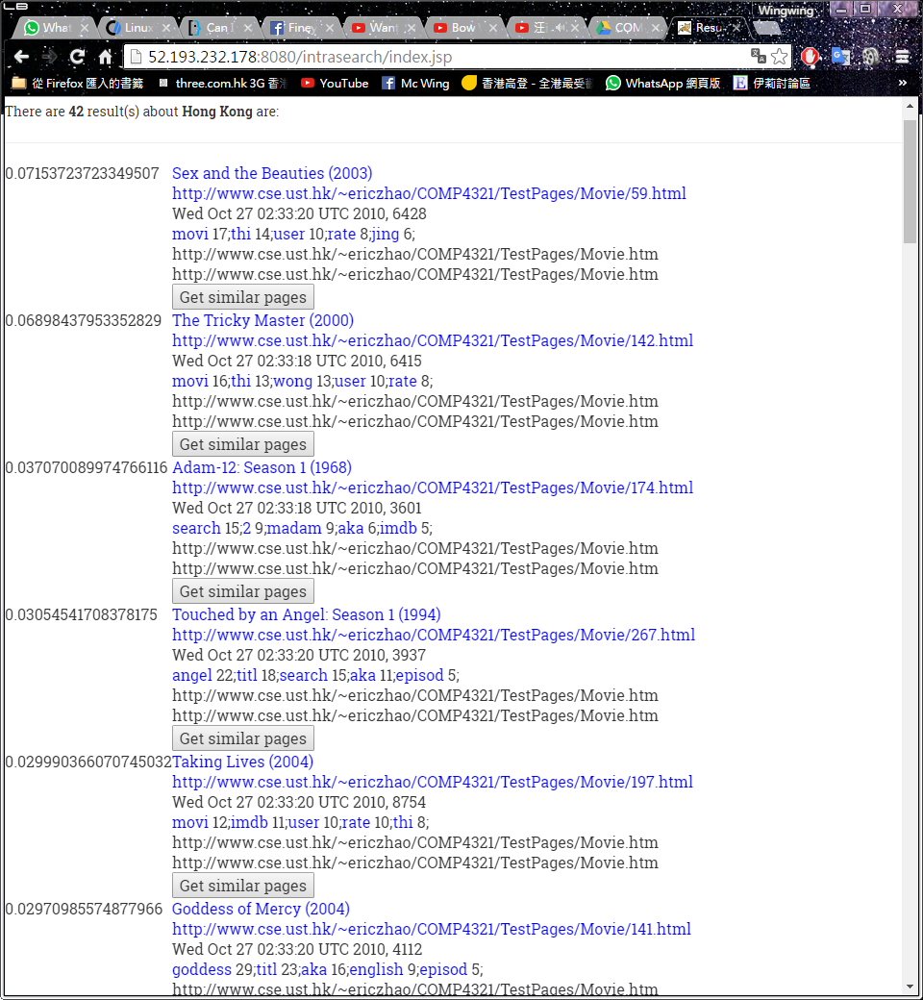 Wingwing
What
Linux
Can I
Finey
Want
Bow
汪
COM
Resu
52.193.232.178:8080/intrasearch/index.jsp
從 Firefox 匯入的書籤 three.com.hk 3G 香港 YouTube Mc Wing 香港高登 - 全港最受 WhatsApp 網頁版 伊莉討論區 »
There are 42 result(s) about Hong Kong are:
0.07153723723349507 Sex and the Beauties (2003)
http://www.cse.ust.hk/~ericzhao/COMP4321/TestPages/Movie/59.html
Wed Oct 27 02:33:20 UTC 2010, 6428
movi 17;thi 14;user 10;rate 8;jing 6;
http://www.cse.ust.hk/~ericzhao/COMP4321/TestPages/Movie.htm
http://www.cse.ust.hk/~ericzhao/COMP4321/TestPages/Movie.htm
Get similar pages
0.06898437953352829 The Tricky Master (2000)
http://www.cse.ust.hk/~ericzhao/COMP4321/TestPages/Movie/142.html
Wed Oct 27 02:33:18 UTC 2010, 6415
movi 16;thi 13;wong 13;user 10;rate 8;
http://www.cse.ust.hk/~ericzhao/COMP4321/TestPages/Movie.htm
http://www.cse.ust.hk/~ericzhao/COMP4321/TestPages/Movie.htm
Get similar pages
0.037070089974766116 Adam-12: Season 1 (1968)
http://www.cse.ust.hk/~ericzhao/COMP4321/TestPages/Movie/174.html
Wed Oct 27 02:33:18 UTC 2010, 3601
search 15;2 9;madam 9;aka 6;imdb 5;
http://www.cse.ust.hk/~ericzhao/COMP4321/TestPages/Movie.htm
http://www.cse.ust.hk/~ericzhao/COMP4321/TestPages/Movie.htm
Get similar pages
0.03054541708378175 Touched by an Angel: Season 1 (1994)
http://www.cse.ust.hk/~ericzhao/COMP4321/TestPages/Movie/267.html
Wed Oct 27 02:33:20 UTC 2010, 3937
angel 22;titl 18;search 15;aka 11;episod 5;
http://www.cse.ust.hk/~ericzhao/COMP4321/TestPages/Movie.htm
http://www.cse.ust.hk/~ericzhao/COMP4321/TestPages/Movie.htm
Get similar pages
0.029990366070745032 Taking Lives (2004)
http://www.cse.ust.hk/~ericzhao/COMP4321/TestPages/Movie/197.html
Wed Oct 27 02:33:20 UTC 2010, 8754
movi 12;imdb 11;user 10;rate 10;thi 8;
http://www.cse.ust.hk/~ericzhao/COMP4321/TestPages/Movie.htm
http://www.cse.ust.hk/~ericzhao/COMP4321/TestPages/Movie.htm
Get similar pages
0.02970985574877966 Goddess of Mercy (2004)
http://www.cse.ust.hk/~ericzhao/COMP4321/TestPages/Movie/141.html
Wed Oct 27 02:33:20 UTC 2010, 4112
goddess 29;titl 23;aka 16;english 9;episod 5;
http://www.cse.ust.hk/~ericzhao/COMP4321/TestPages/Movie.htm